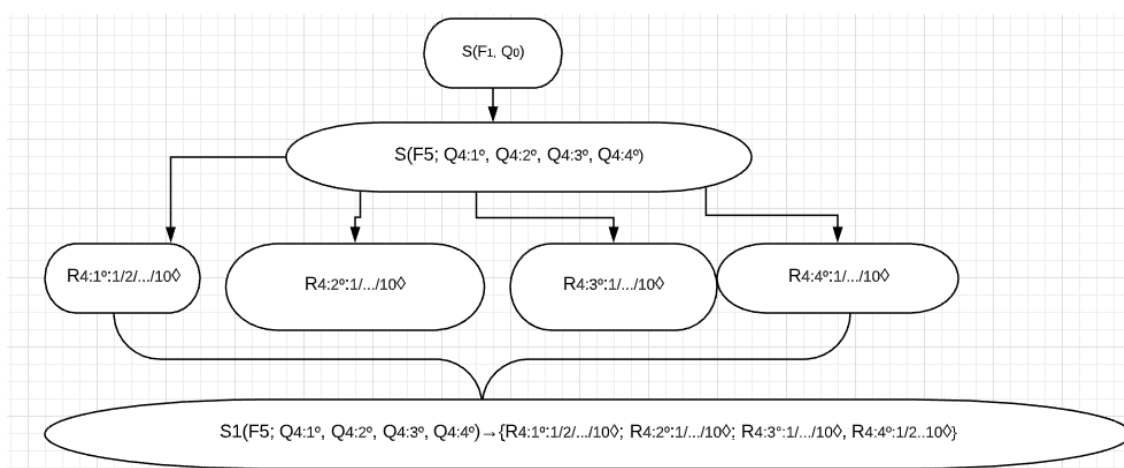 S(F1, Q0)
S(F5; Q4:1º, Q4:2º, Q4:3º, Q4:4º)
R4:1º:1/2/.../10◊
R4:2º:1/.../10◊
R4:3º:1/.../10◊
R4:4º:1/.../10◊
S1(F5; Q4:1º, Q4:2º, Q4:3º, Q4:4º)→{R4:1º:1/2/.../10◊; R4:2º:1/.../10◊; R4:3°:1/.../10◊, R4:4º:1/2..10◊}